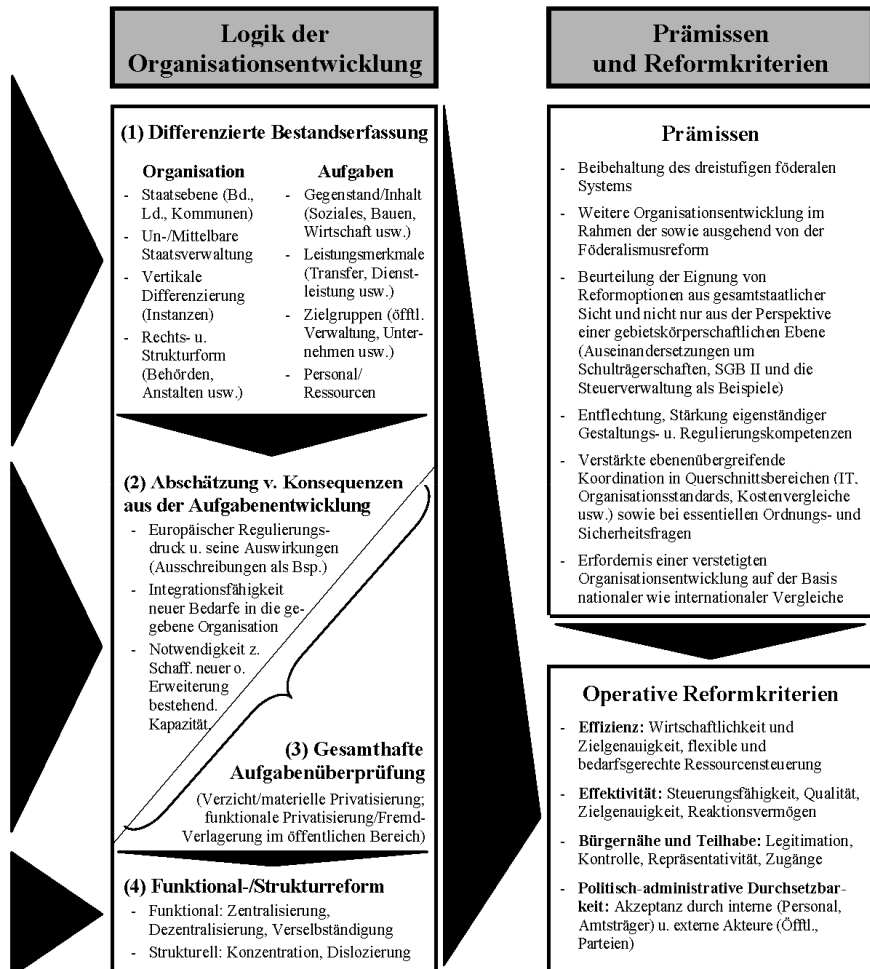 Logik der
Organisationsentwicklung
(1) Differenzierte Bestandserfassung
Organisation
- Staatsebene (Bd.,
Ld., Kommunen)
- Un-/Mittelbare
Staatsverwaltung
- Vertikale
Differenzierung
(Instanzen)
- Rechts- u.
Strukturform
(Behörden,
Anstalten usw.)
Aufgaben
- Gegenstand/Inhalt
(Soziales, Bauen,
Wirtschaft usw.)
- Leistungsmerkmale
(Transfer, Dienst-
leistung usw.)
- Zielgruppen (öfftl.
Verwaltung, Unter-
nehmen usw.)
- Personal/
Ressourcen
(2) Abschätzung v. Konsequenzen
aus der Aufgabenentwicklung
- Europäischer Regulierungs-
druck u. seine Auswirkungen
(Ausschreibungen als Bsp.)
- Integrationsfähigkeit
neuer Bedarfe in die ge-
gebene Organisation
- Notwendigkeit z.
Schaff. neuer o.
Erweiterung
bestehend.
Kapazität
(3) Gesamthafte
Aufgabenüberprüfung
(Verzicht/materielle Privatisierung;
funktionale Privatisierung/Fremd-
Verlagerung im öffentlichen Bereich)
(4) Funktional-/Strukturreform
- Funktional: Zentralisierung,
Dezentralisierung, Verselbständigung
- Strukturell: Konzentration, Dislozierung
Prämissen
und Reformkriterien
Prämissen
- Beibehaltung des dreistufigen föderalen
Systems
- Weitere Organisationsentwicklung im
Rahmen der sowie ausgehend von der
Föderalismusreform
- Beurteilung der Eignung von
Reformoptionen aus gesamtstaatlicher
Sicht und nicht nur aus der Perspektive
einer gebietskörperschaftlichen Ebene
(Auseinandersetzungen um
Schulträgerschaften, SGB II und die
Steuerverwaltung als Beispiele)
- Entflechtung, Stärkung eigenständiger
Gestaltungs- u. Regulierungskompetenzen
- Verstärkte ebenenübergreifende
Koordination in Querschnittsbereichen (IT,
Organisationsstandards, Kostenvergleiche
usw.) sowie bei essentiellen Ordnungs- und
Sicherheitsfragen
- Erfordernis einer verstetigten
Organisationsentwicklung auf der Basis
nationaler wie internationaler Vergleiche
Operative Reformkriterien
- Effizienz: Wirtschaftlichkeit und
Zielgenauigkeit, flexible und
bedarfsgerechte Ressourcensteuerung
- Effektivität: Steuerungsfähigkeit, Qualität,
Zielgenauigkeit, Reaktionsvermögen
- Bürgernähe und Teilhabe: Legitimation,
Kontrolle, Repräsentativität, Zugänge
- Politisch-administrative Durchsetzbar-
keit: Akzeptanz durch interne (Personal,
Amtsträger) u. externe Akteure (Öfftl.,
Parteien)